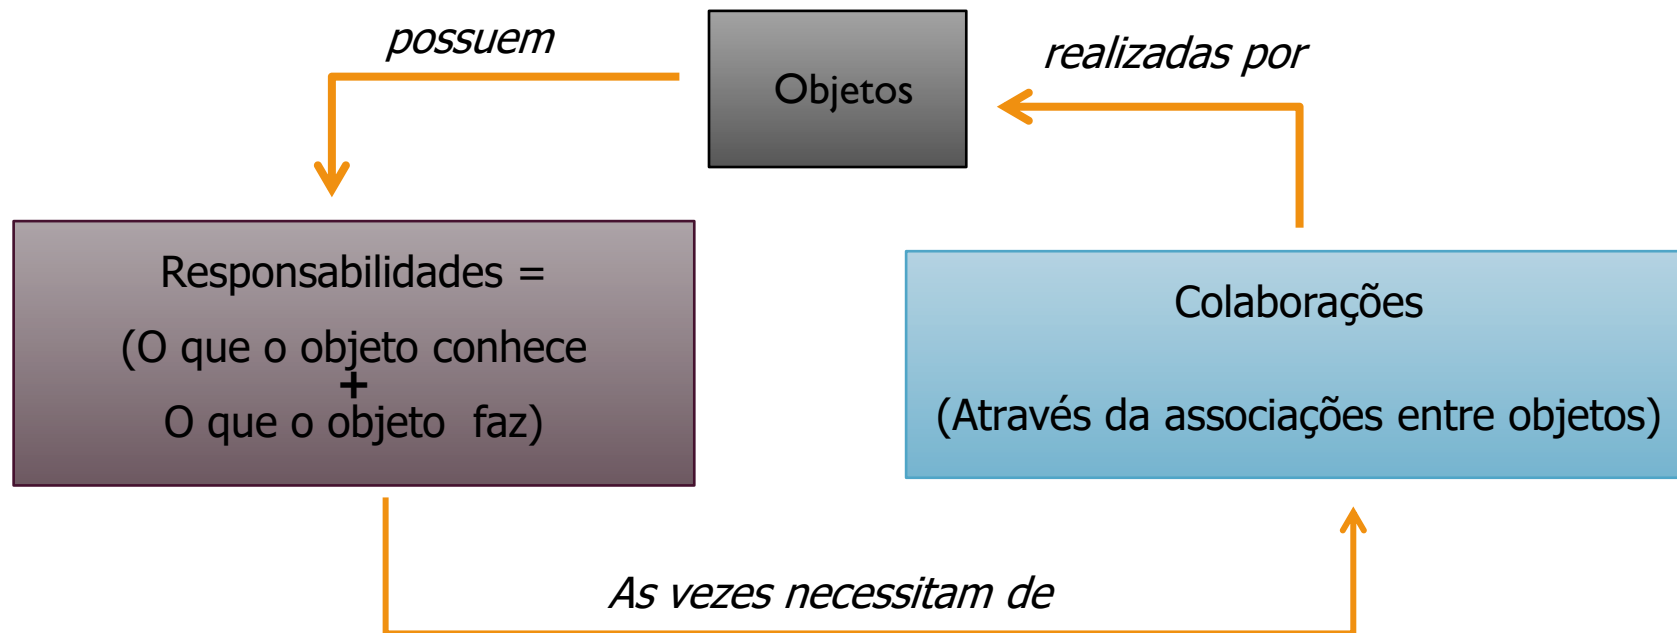 possuem
Objetos
realizadas por
Responsabilidades =
(O que o objeto conhece
+
O que o objeto faz)
Colaborações
(Através da associações entre objetos)
As vezes necessitam de